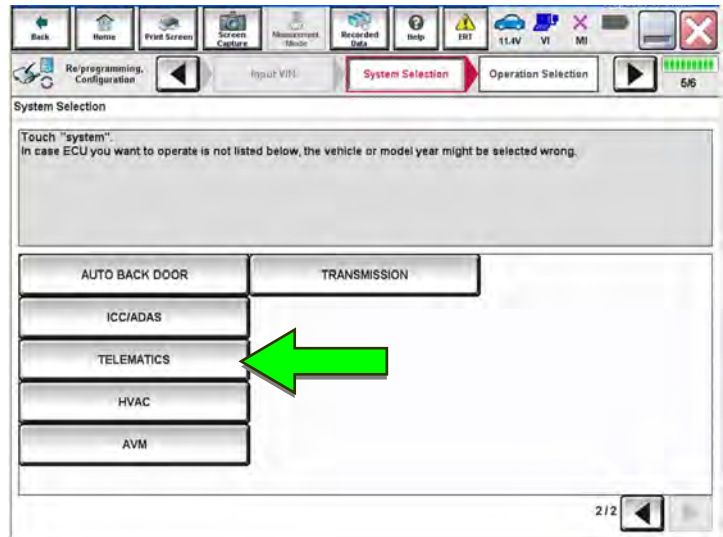 Back
Home
Print Screen
Screen Capture
Measurement Mode
Recorded Data
Help
ERT
11.4V
VI
MI
Re/programming, Configuration
Input VIN
System Selection
Operation Selection
5/6
System Selection
Touch "system".
In case ECU you want to operate is not listed below, the vehicle or model year might be selected wrong.
AUTO BACK DOOR
TRANSMISSION
ICC/ADAS
TELEMATICS
HVAC
AVM
2/2